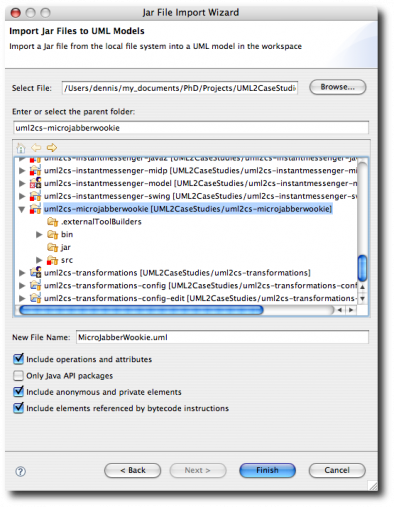 Jar File Import Wizard
Import Jar Files to UML Models
Import a Jar file from the local file system into a UML model in the workspace
Select File: /Users/dennis/my_documents/PhD/Projects/UML2CaseStudi Browse...
Enter or select the parent folder:
uml2cs-microjabberwookie
uml2cs-instantmessenger-java2 [UML2CaseStudies/uml2cs-instantmessenger-jav
uml2cs-instantmessenger-midp [UML2CaseStudies/uml2cs-instantmessenger-mi
uml2cs-instantmessenger-model [UML2CaseStudies/uml2cs-instantmessenger-m
uml2cs-instantmessenger-swing [UML2CaseStudies/uml2cs-instantmessenger-sv
uml2cs-microjabberwookie [UML2CaseStudies/uml2cs-microjabberwookie]
.externalToolBuilders
bin
jar
src
uml2cs-transformations [UML2CaseStudies/uml2cs-transformations]
uml2cs-transformations-config [UML2CaseStudies/uml2cs-transformations-conf
uml2cs-transformations-config-edit [UML2CaseStudies/uml2cs-transformations-
New File Name: MicroJabberWookie.uml
Include operations and attributes
Only Java API packages
Include anonymous and private elements
Include elements referenced by bytecode instructions
? < Back Next > Finish Cancel